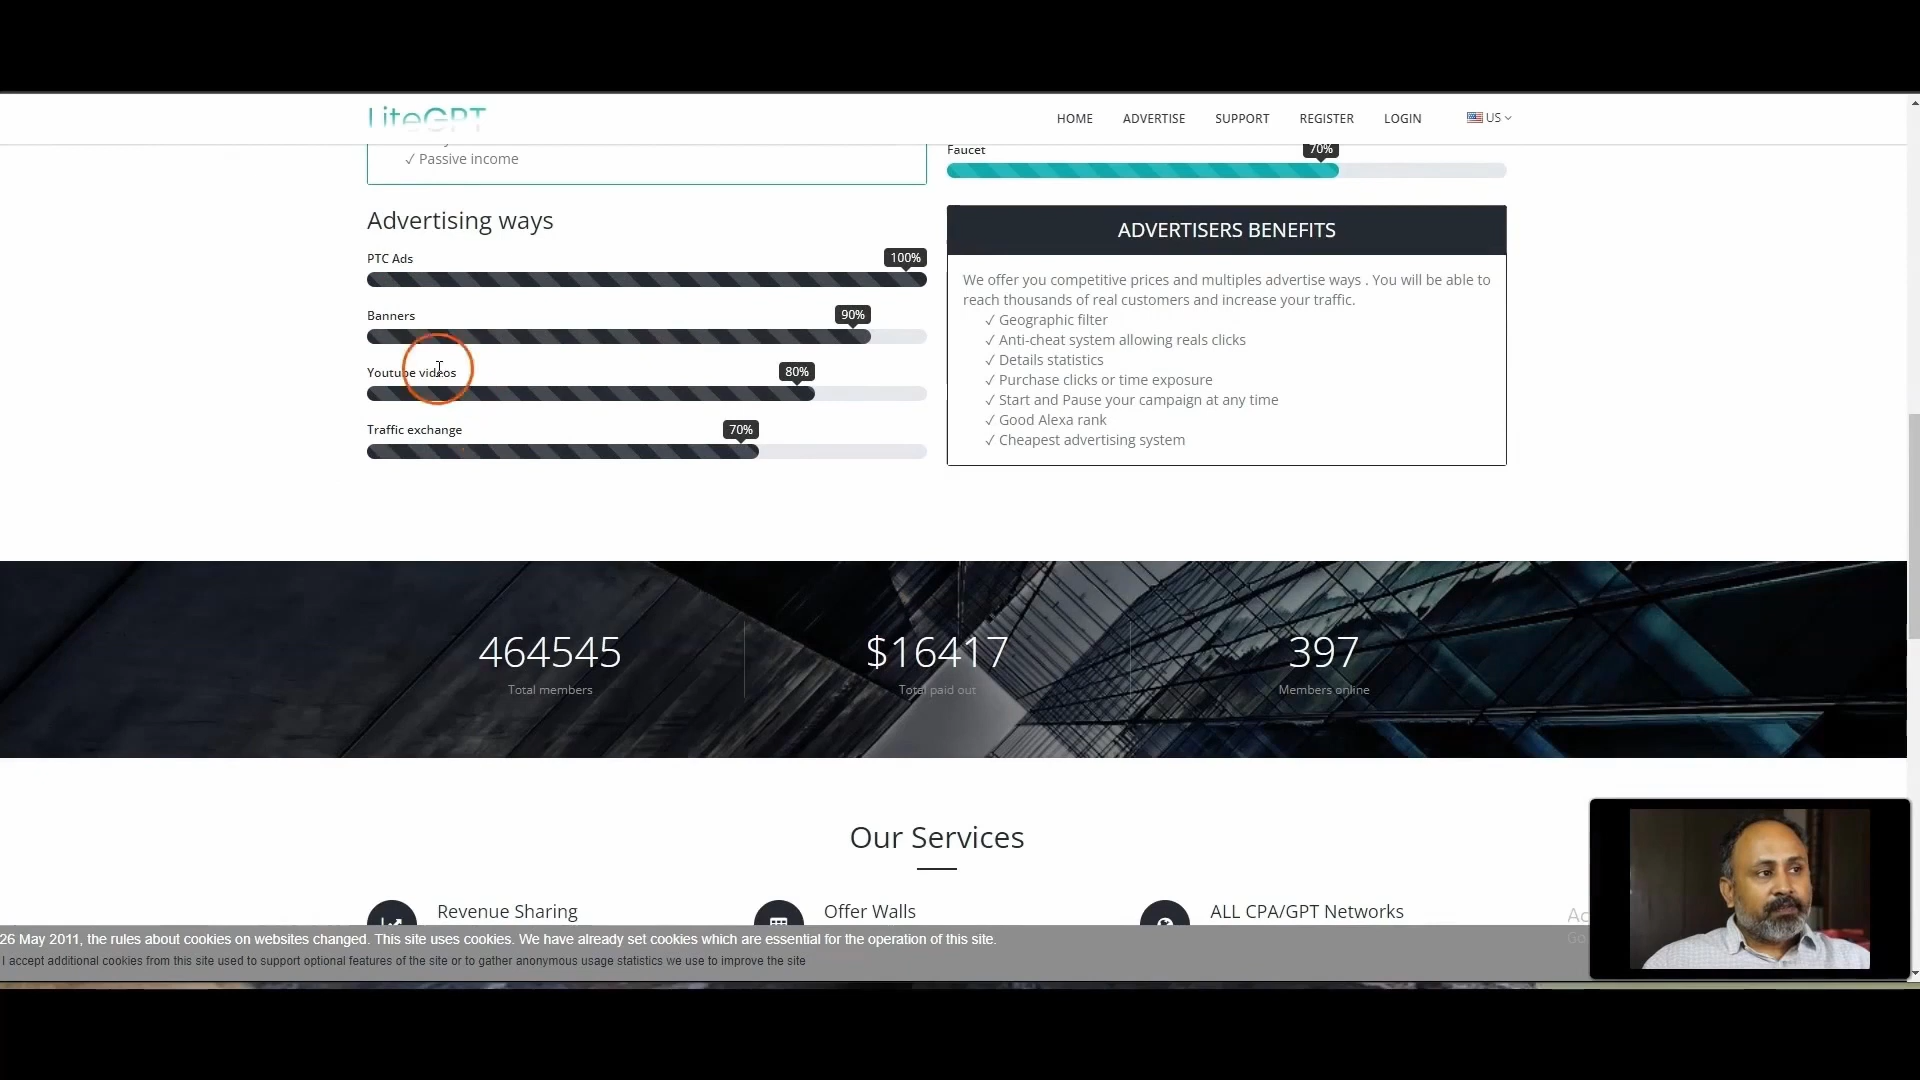 LiteGPT
HOME
ADVERTISE
SUPPORT
REGISTER
LOGIN
US
✓ Passive income
Faucet
70%
Advertising ways
PTC Ads
100%
Banners
90%
Youtube videos
80%
Traffic exchange
70%
ADVERTISERS BENEFITS
We offer you competitive prices and multiples advertise ways . You will be able to
reach thousands of real customers and increase your traffic.
✓ Geographic filter
✓ Anti-cheat system allowing reals clicks
✓ Details statistics
✓ Purchase clicks or time exposure
✓ Start and Pause your campaign at any time
✓ Good Alexa rank
✓ Cheapest advertising system
464545
Total members
$16417
Total paid out
397
Members online
Our Services
Revenue Sharing
Offer Walls
ALL CPA/GPT Networks
26 May 2011, the rules about cookies on websites changed. This site uses cookies. We have already set cookies which are essential for the operation of this site.
I accept additional cookies from this site used to support optional features of the site or to gather anonymous usage statistics we use to improve the site